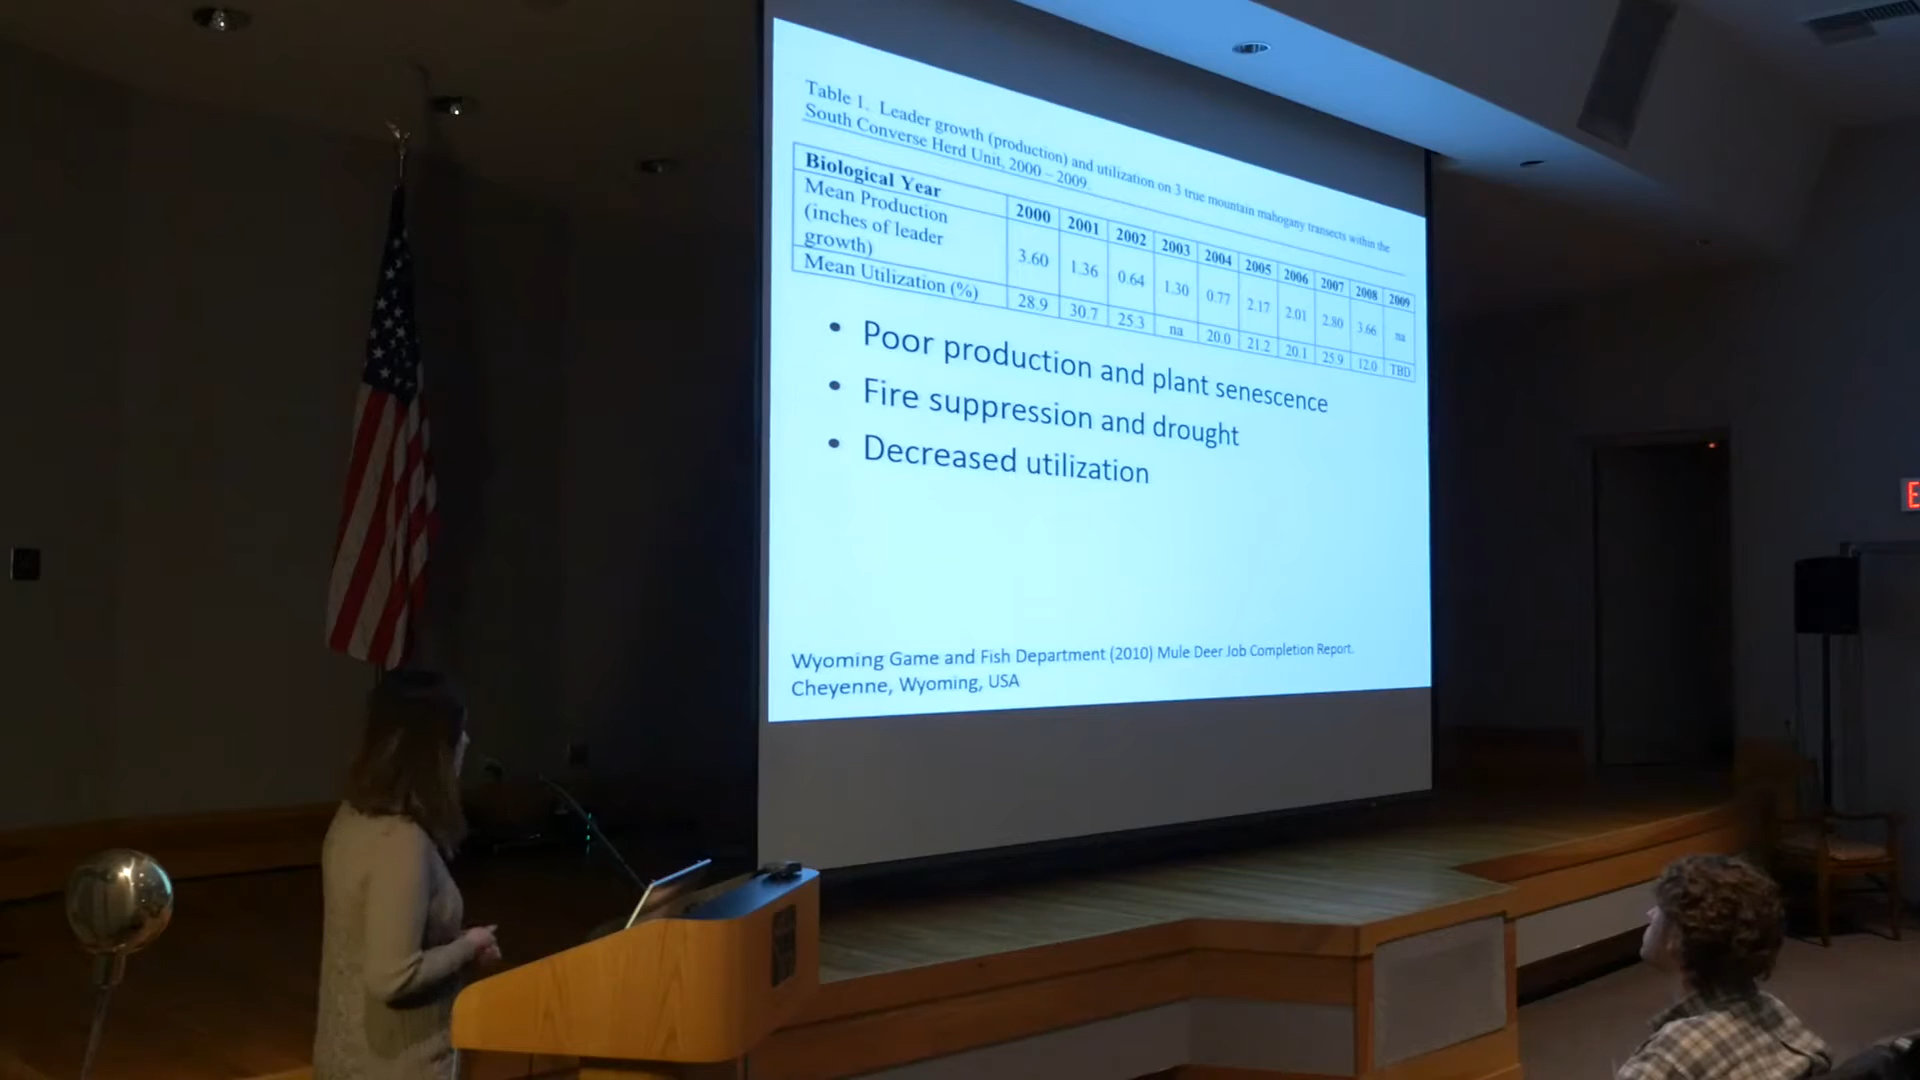 Table 1. Leader growth (production) and utilization on 3 true mountain mahogany transects within the
South Converse Herd Unit, 2000 – 2009.
Biological Year 2000 2001 2002 2003 2004 2005 2006 2007 2008 2009
Mean Production
(inches of leader
growth) 3.60 1.36 0.64 1.30 0.77 2.17 2.01 2.80 3.66 na
Mean Utilization (%) 28.9 30.7 25.3 na 20.0 21.2 20.1 25.9 12.0 TBD
• Poor production and plant senescence
• Fire suppression and drought
• Decreased utilization
Wyoming Game and Fish Department (2010) Mule Deer Job Completion Report.
Cheyenne, Wyoming, USA
E